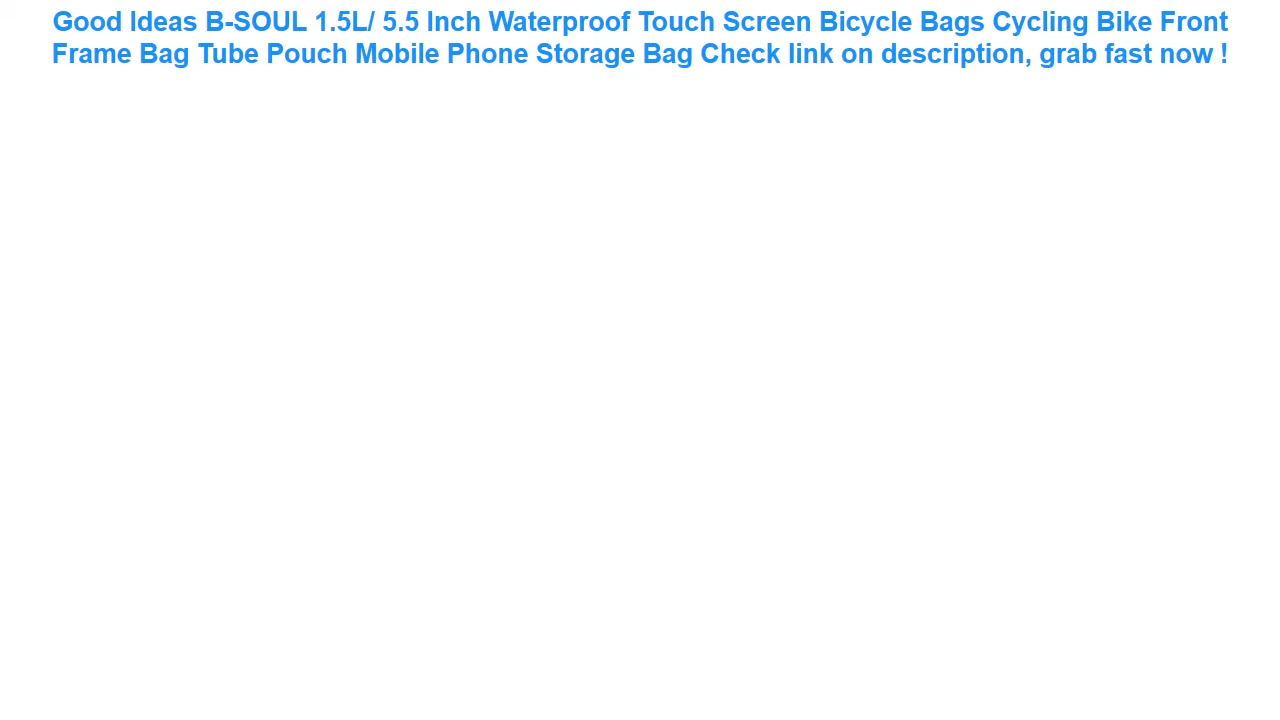 Good Ideas B-SOUL 1.5L/ 5.5 Inch Waterproof Touch Screen Bicycle Bags Cycling Bike Front
Frame Bag Tube Pouch Mobile Phone Storage Bag Check link on description, grab fast now !